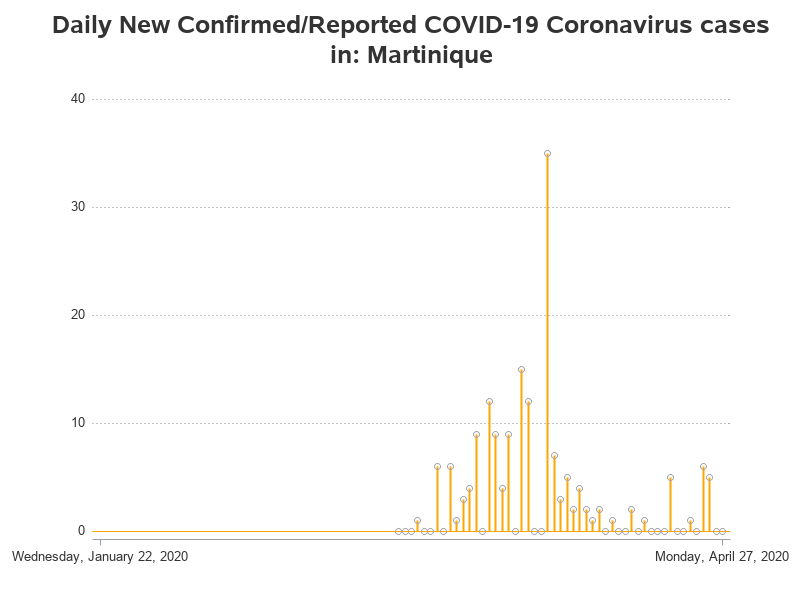 Daily New Confirmed/Reported COVID-19 Coronavirus cases
in: Martinique
40
30
20
10
0
Wednesday, January 22, 2020
Monday, April 27, 2020